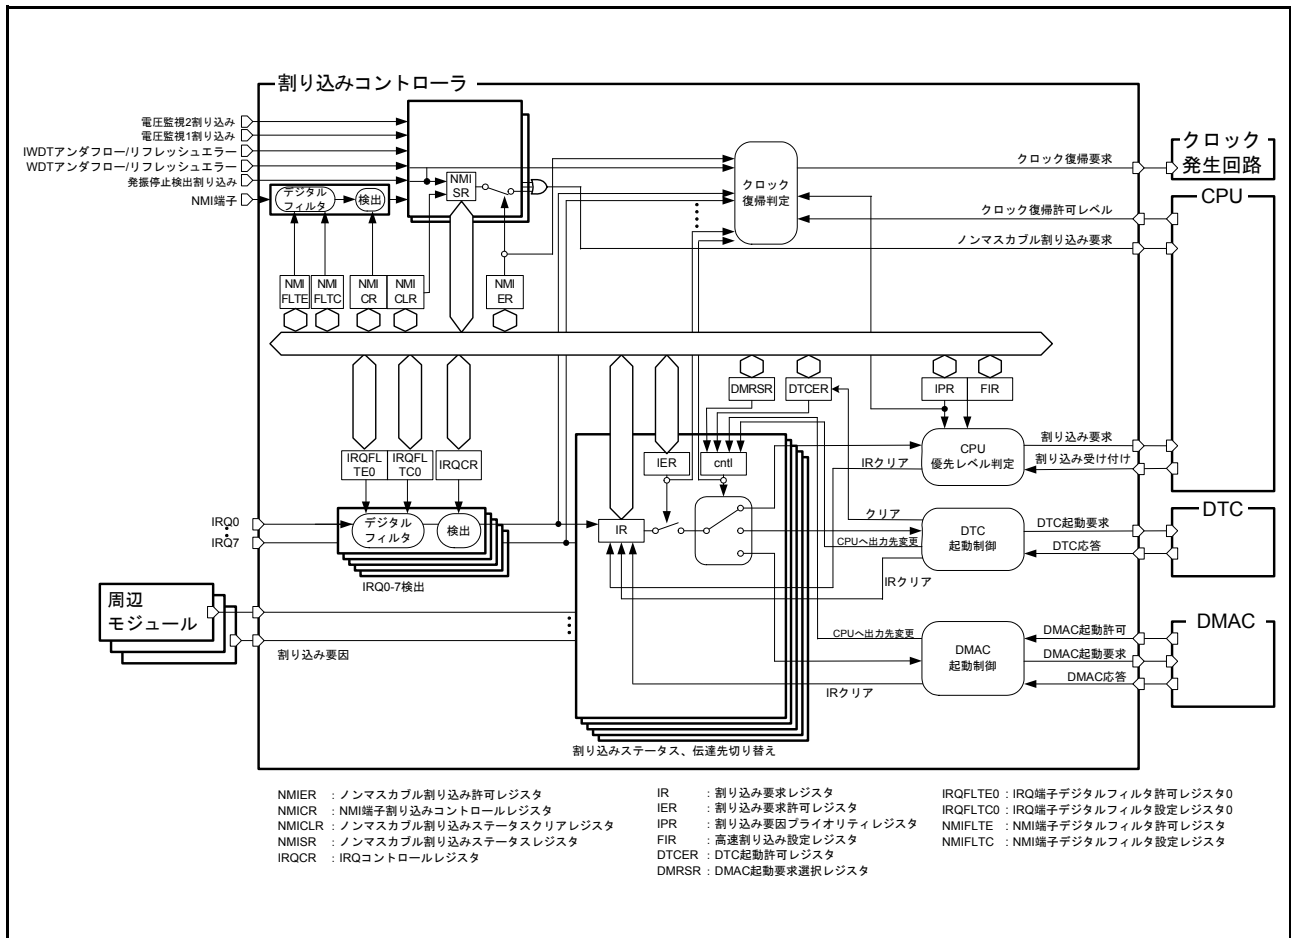 割り込みコントローラ
電圧監視2割り込み
電圧監視1割り込み
IWDTアンダフロー/リフレッシュエラー
WDTアンダフロー/リフレッシュエラー
発振停止検出割り込み
NMI端子
デジタル
フィルタ
検出
NMI
SR
クロック
復帰判定
クロック復帰要求
クロック復帰許可レベル
ノンマスカブル割り込み要求
クロック
発生回路
CPU
NMI
FLTE
NMI
FLTC
NMI
CR
NMI
CLR
NMI
ER
DMRSR
DTCER
IPR
FIR
IRQFL
TE0
IRQFL
TC0
IRQCR
IER
cntl
IRクリア
CPU
優先レベル判定
割り込み要求
割り込み受け付け
IRQ0
IRQ7
デジタル
フィルタ
検出
IRQ0-7検出
IR
クリア
CPUへ出力先変更
IRクリア
DTC
起動制御
DTC起動要求
DTC応答
DTC
周辺
モジュール
割り込み要因
CPUへ出力先変更
IRクリア
DMAC
起動制御
DMAC起動許可
DMAC起動要求
DMAC応答
DMAC
割り込みステータス、伝達先切り替え
NMIER : ノンマスカブル割り込み許可レジスタ
NMICR : NMI端子割り込みコントロールレジスタ
NMICLR : ノンマスカブル割り込みステータスクリアレジスタ
NMISR : ノンマスカブル割り込みステータスレジスタ
IRQCR : IRQコントロールレジスタ
IR : 割り込み要求レジスタ
IER : 割り込み要求許可レジスタ
IPR : 割り込み要因プライオリティレジスタ
FIR : 高速割り込み設定レジスタ
DTCER : DTC起動許可レジスタ
DMRSR : DMAC起動要求選択レジスタ
IRQFLTE0 : IRQ端子デジタルフィルタ許可レジスタ0
IRQFLTC0 : IRQ端子デジタルフィルタ設定レジスタ0
NMIFLTE : NMI端子デジタルフィルタ許可レジスタ
NMIFLTC : NMI端子デジタルフィルタ設定レジスタ